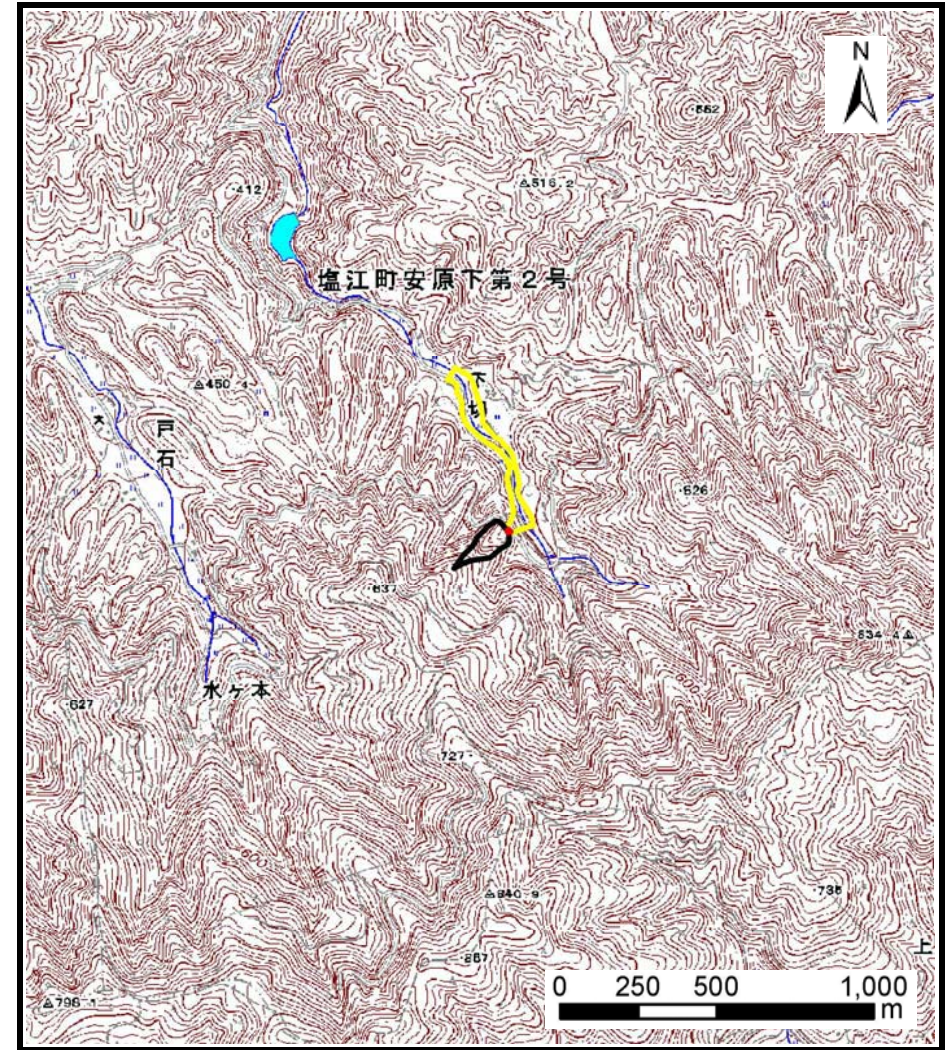 N
・682
・412
△516.2
塩江町安原下第2号
△450.4
下
切
戸
石
・626
・637
634.4△
水ヶ本
・627
727・
△840.9
・738
・867
上
△798.1
0 250 500 1,000
m